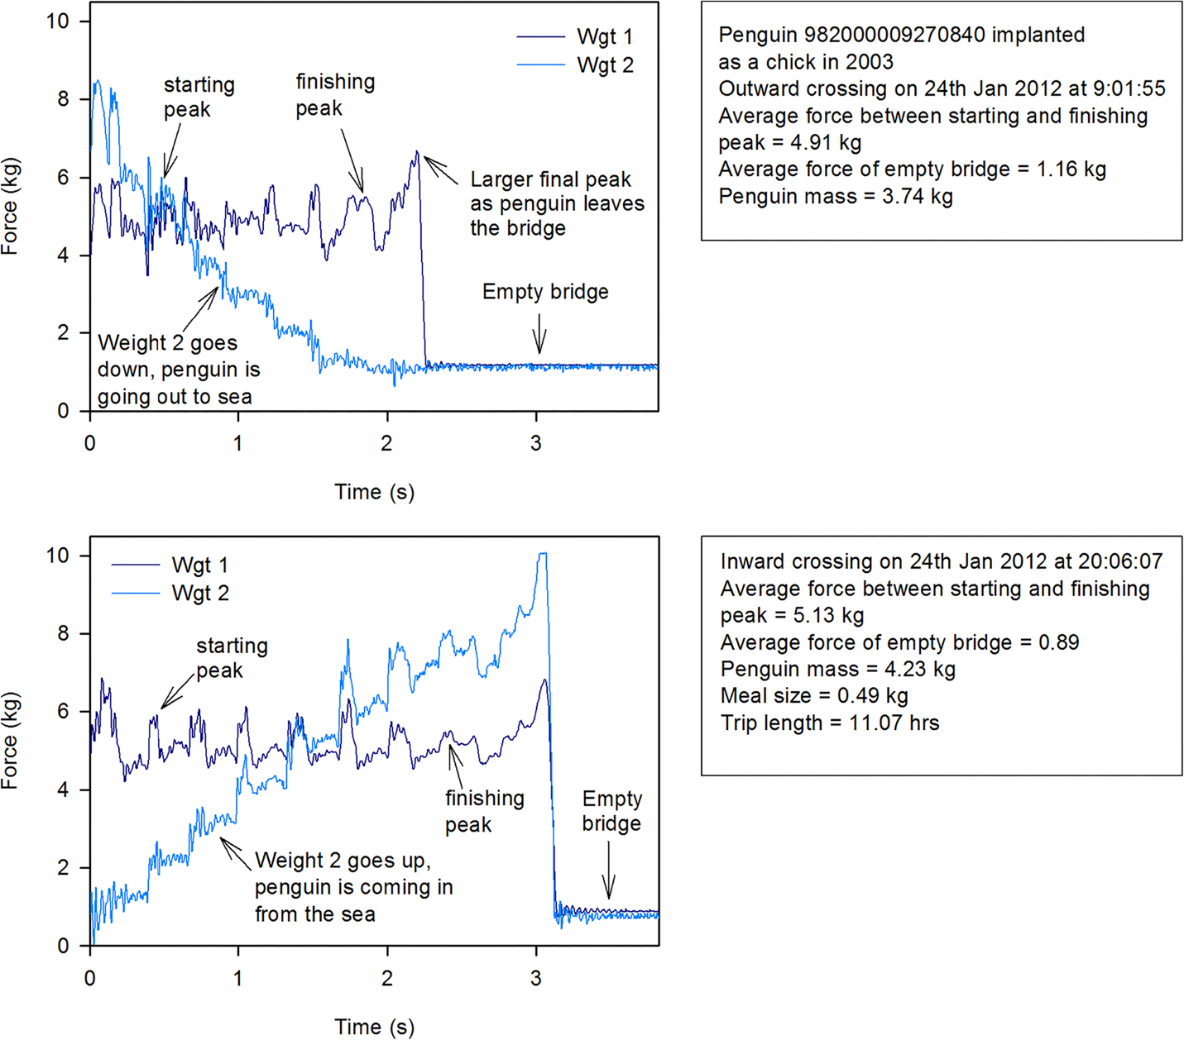 10
8
6
4
2
0
Force (kg)
Wgt 1
Wgt 2
starting
peak
finishing
peak
Larger final peak
as penguin leaves
the bridge
Empty bridge
Weight 2 goes
down, penguin is
going out to sea
0 1 2 3
Time (s)
Penguin 982000009270840 implanted
as a chick in 2003
Outward crossing on 24th Jan 2012 at 9:01:55
Average force between starting and finishing
peak = 4.91 kg
Average force of empty bridge = 1.16 kg
Penguin mass = 3.74 kg
10
8
6
4
2
0
Force (kg)
Wgt 1
Wgt 2
starting
peak
finishing
peak
Empty
bridge
Weight 2 goes up,
penguin is coming in
from the sea
0 1 2 3
Time (s)
Inward crossing on 24th Jan 2012 at 20:06:07
Average force between starting and finishing
peak = 5.13 kg
Average force of empty bridge = 0.89
Penguin mass = 4.23 kg
Meal size = 0.49 kg
Trip length = 11.07 hrs